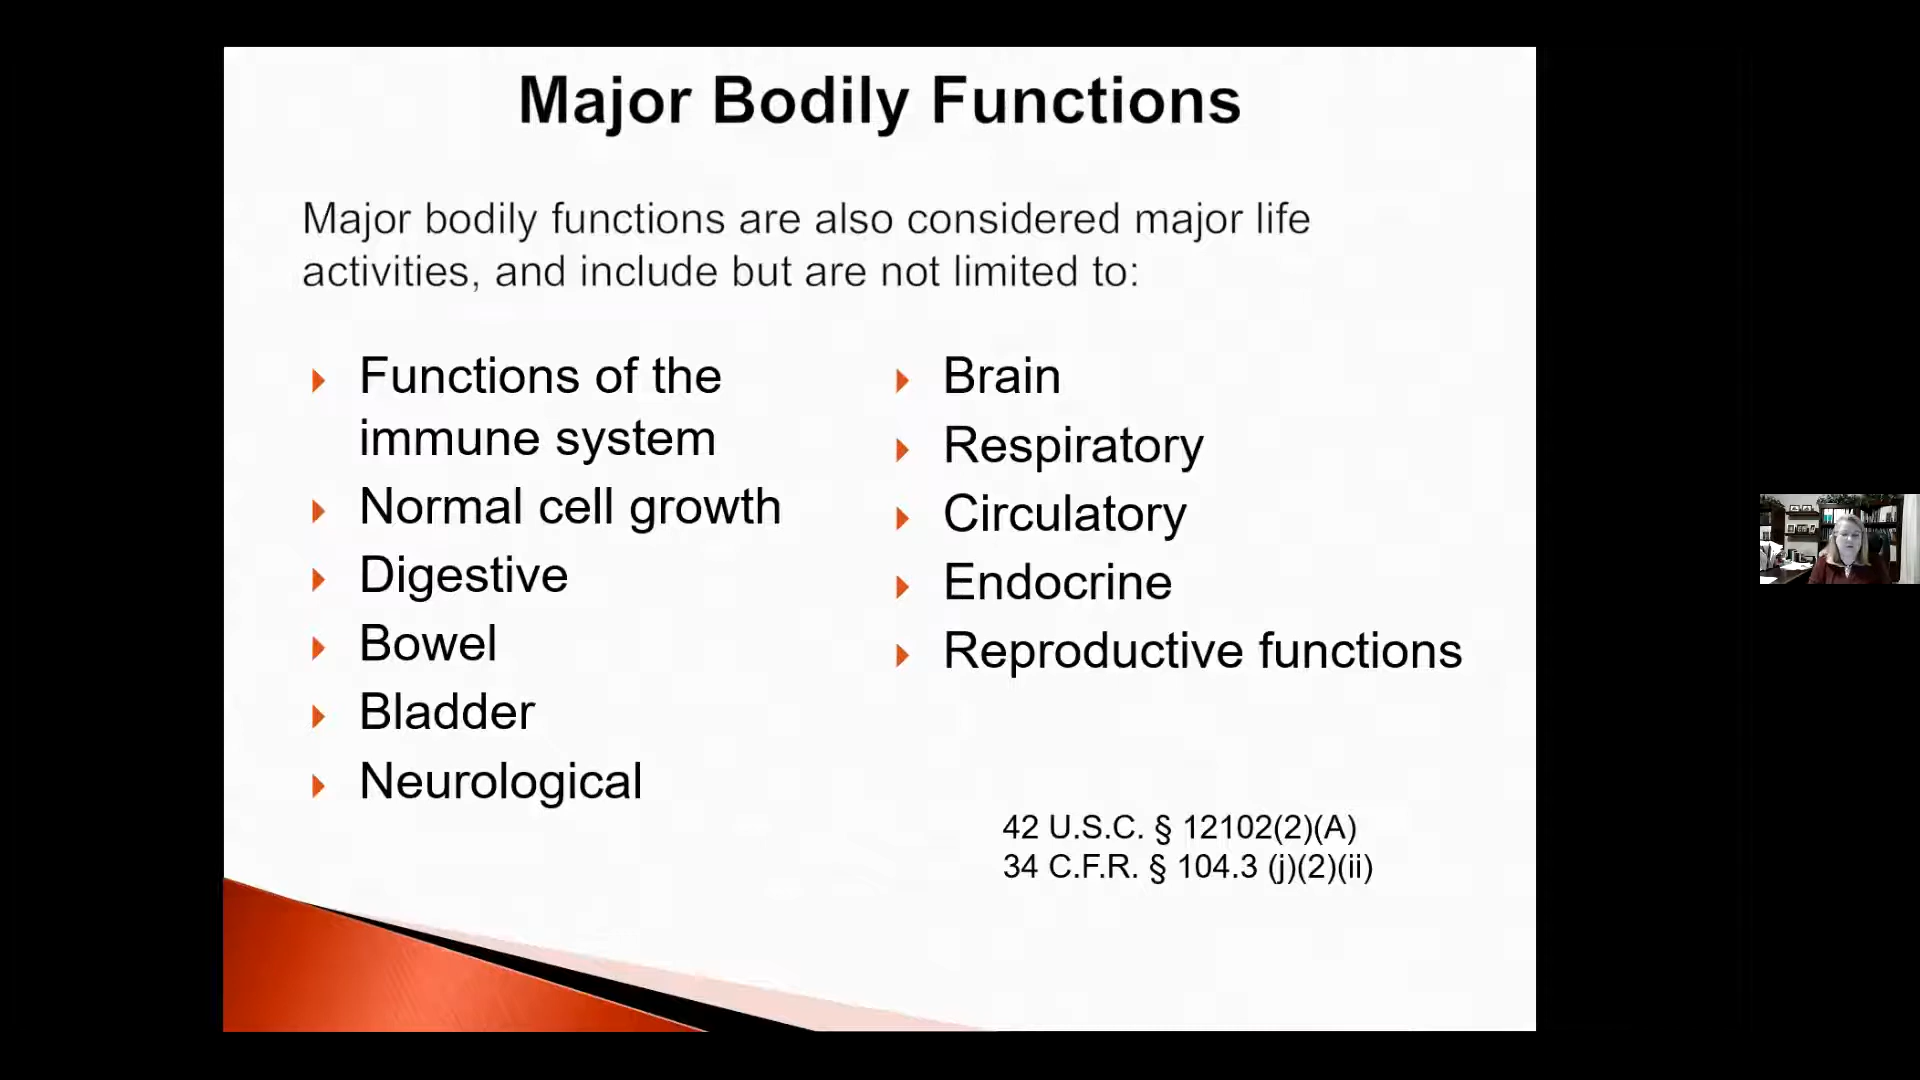 Major Bodily Functions
Major bodily functions are also considered major life
activities, and include but are not limited to:
Functions of the
immune system
Normal cell growth
Digestive
Bowel
Bladder
Neurological
Brain
Respiratory
Circulatory
Endocrine
Reproductive functions
42 U.S.C. § 12102(2)(A)
34 C.F.R. § 104.3 (j)(2)(ii)